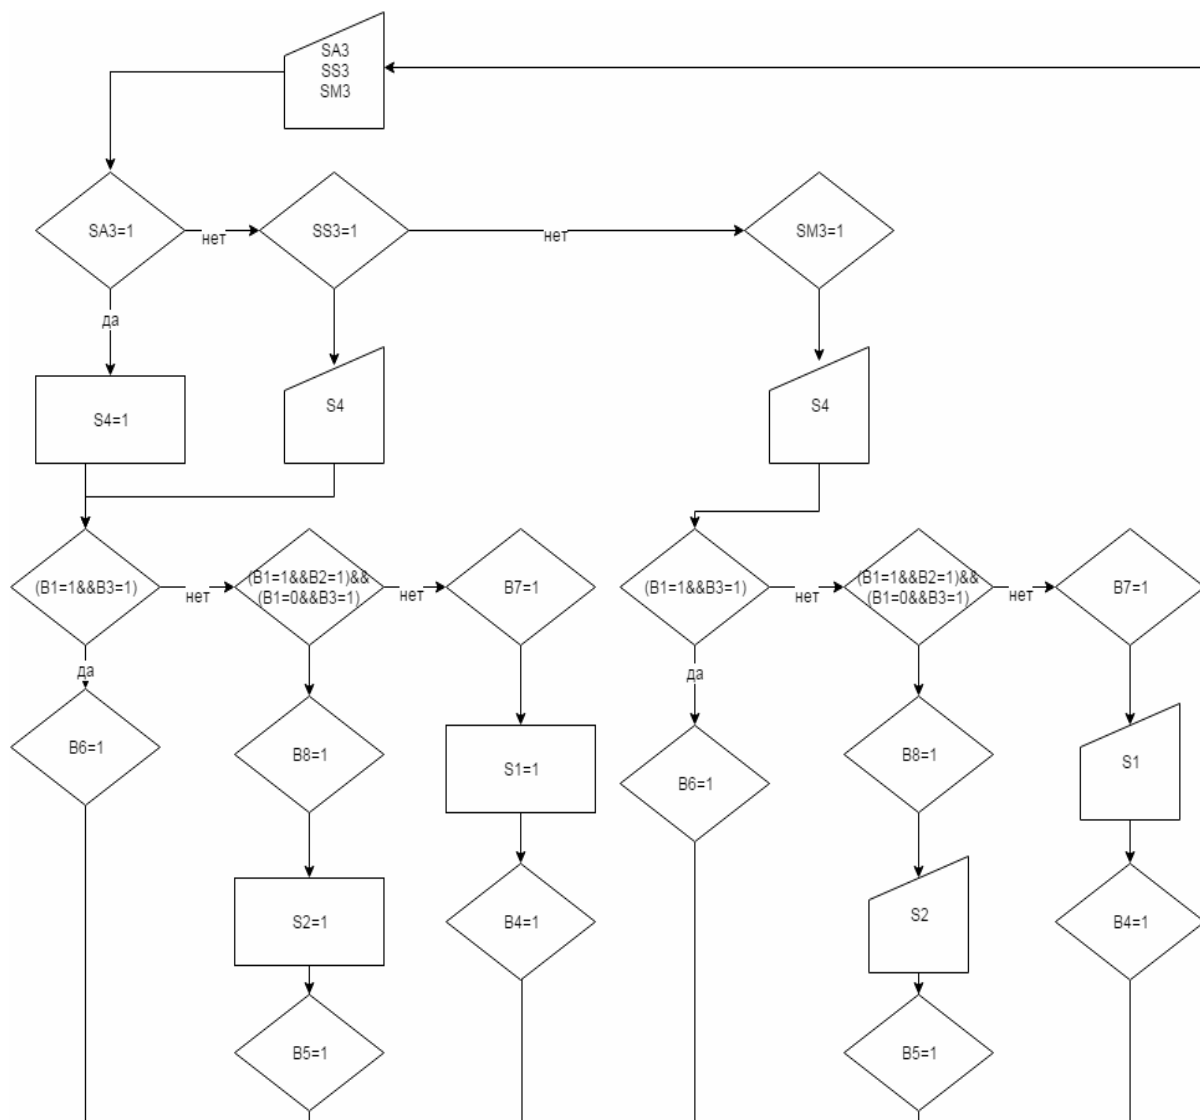 SA3
SS3
SM3
SA3=1
нет
SS3=1
нет
SM3=1
да
S4=1
S4
S4
(B1=1&&B3=1)
нет
(B1=1&&B2=1)&&
(B1=0&&B3=1)
нет
B7=1
(B1=1&&B3=1)
нет
(B1=1&&B2=1)&&
(B1=0&&B3=1)
нет
B7=1
да
да
B6=1
B8=1
S1=1
B6=1
B8=1
S1
S2=1
B4=1
S2
B4=1
B5=1
B5=1